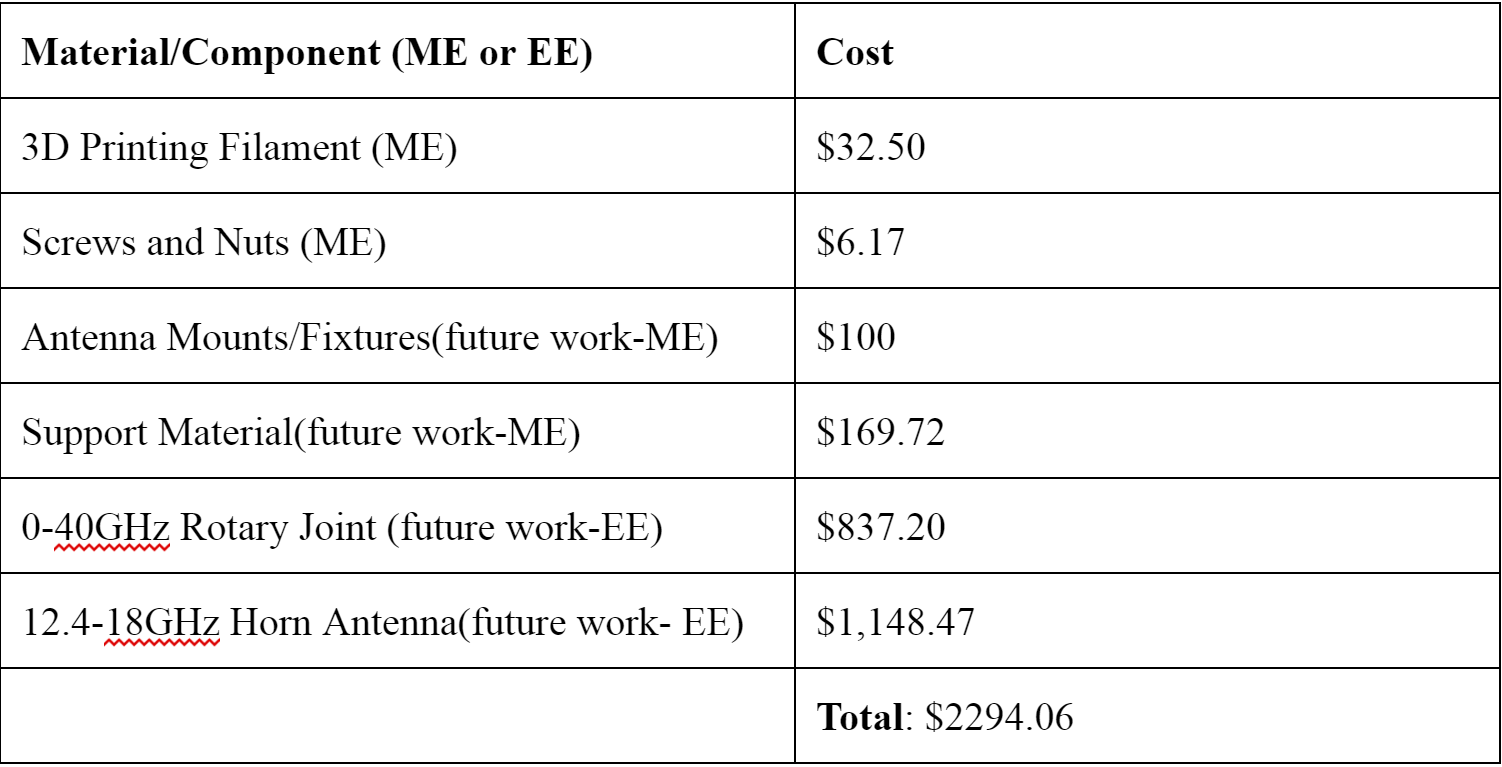 Material/Component (ME or EE) Cost
3D Printing Filament (ME) $32.50
Screws and Nuts (ME) $6.17
Antenna Mounts/Fixtures(future work-ME) $100
Support Material(future work-ME) $169.72
0-40GHz Rotary Joint (future work-EE) $837.20
12.4-18GHz Horn Antenna(future work- EE) $1,148.47
Total: $2294.06